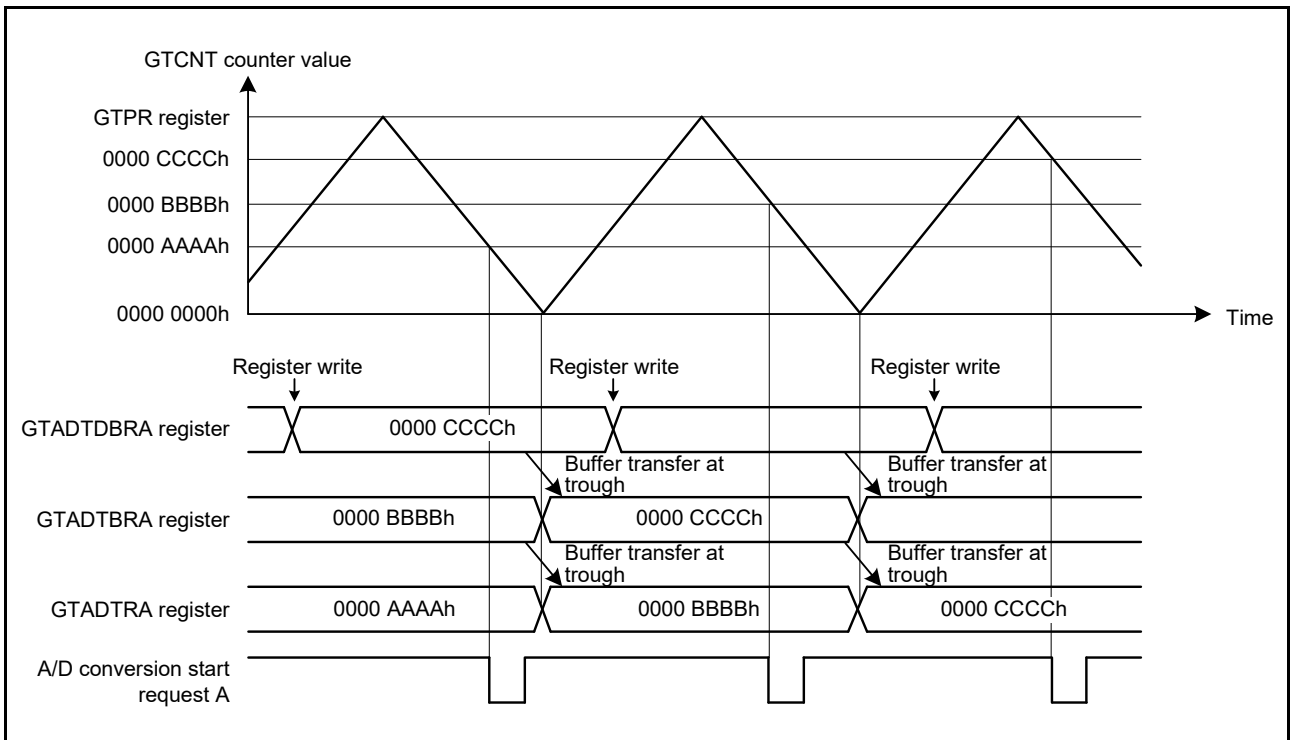 GTCNT counter value
GTPR register
0000 CCCCh
0000 BBBBh
0000 AAAAh
0000 0000h
Time
Register write
Register write
Register write
GTADTDBRA register
0000 CCCCh
Buffer transfer at
trough
Buffer transfer at
trough
GTADTBRA register
0000 BBBBh
0000 CCCCh
Buffer transfer at
trough
Buffer transfer at
trough
GTADTRA register
0000 AAAAh
0000 BBBBh
0000 CCCCh
A/D conversion start
request A